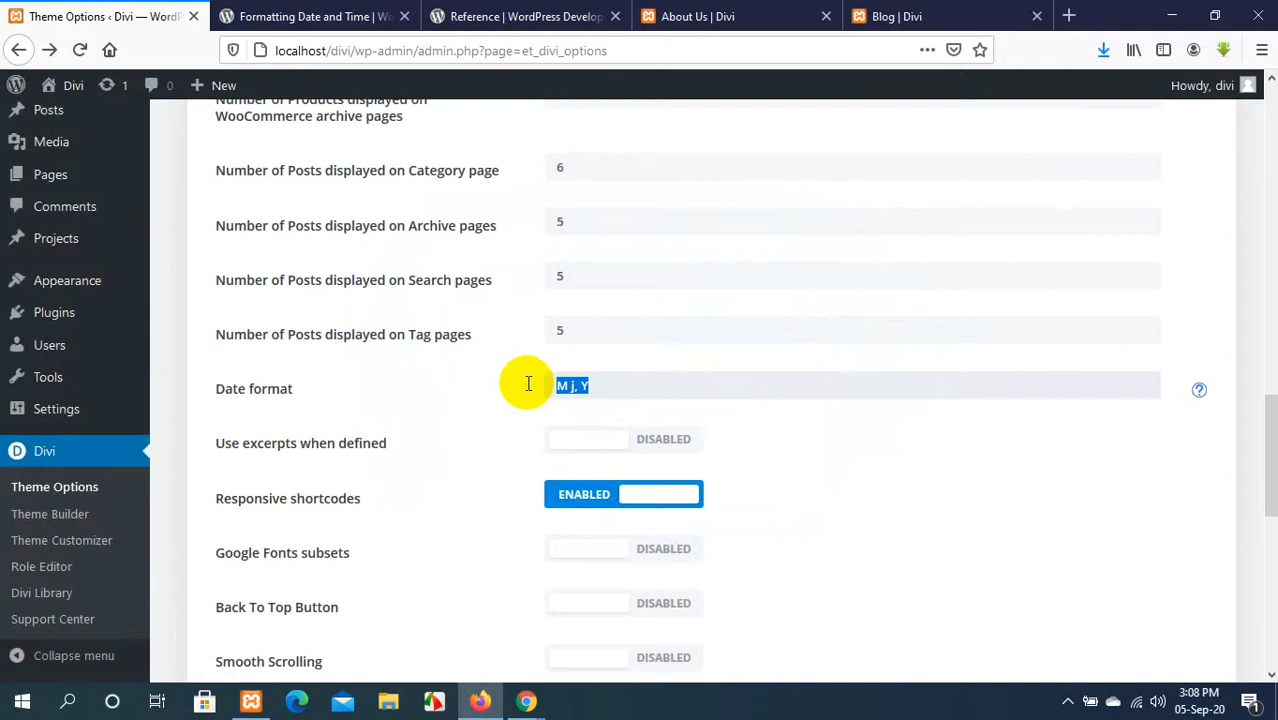 Theme Options ‹ Divi — WordP
Formatting Date and Time | Wo
Reference | WordPress Develop
About Us | Divi
Blog | Divi
localhost/divi/wp-admin/admin.php?page=et_divi_options
Divi
1
0
New
Howdy, divi
Posts
Media
Pages
Comments
Projects
Appearance
Plugins
Users
Tools
Settings
Divi
Theme Options
Theme Builder
Theme Customizer
Role Editor
Divi Library
Support Center
Collapse menu
Number of Products displayed on
WooCommerce archive pages
Number of Posts displayed on Category page
6
Number of Posts displayed on Archive pages
5
Number of Posts displayed on Search pages
5
Number of Posts displayed on Tag pages
5
Date format
M j, Y
Use excerpts when defined
DISABLED
Responsive shortcodes
ENABLED
Google Fonts subsets
DISABLED
Back To Top Button
DISABLED
Smooth Scrolling
DISABLED
3:08 PM
05-Sep-20